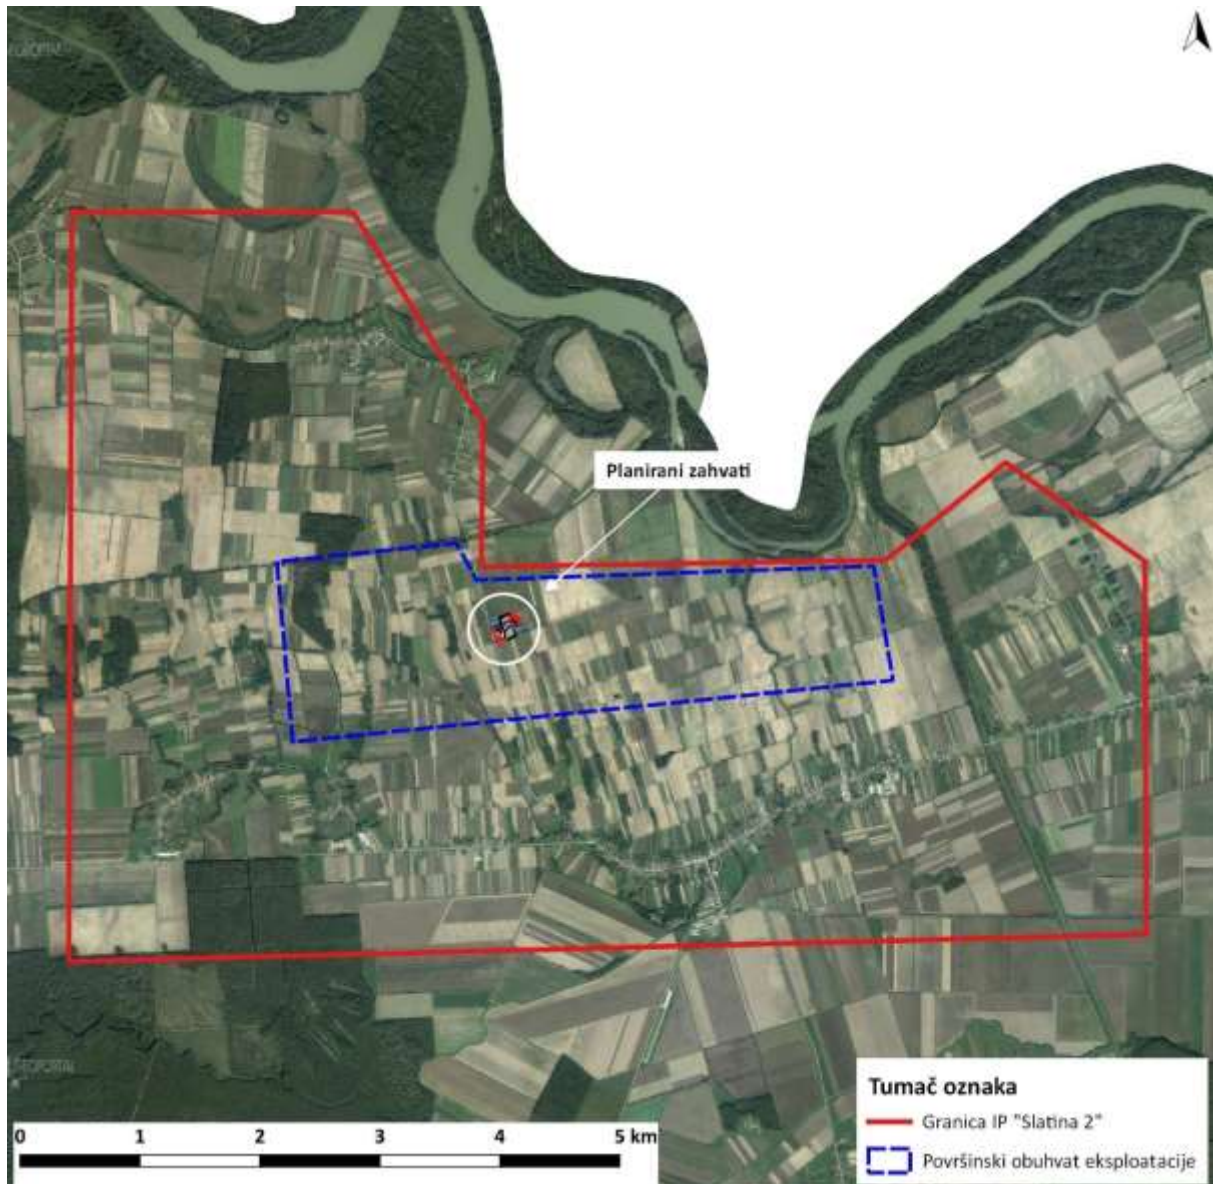 Planirani zahvati
Tumač oznaka
Granica IP "Slatina 2"
Površinski obuhvat eksploatacije
0 1 2 3 4 5 km